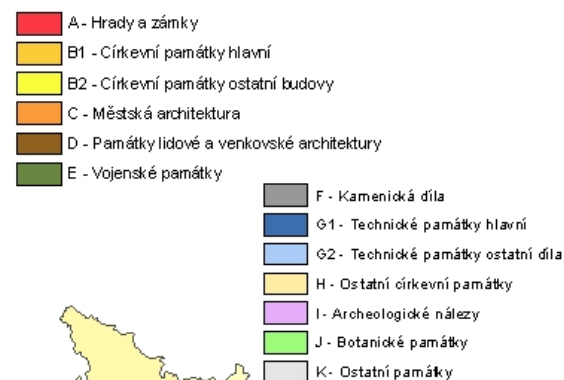 A - Hrady a zámky
B1 - Církevní památky hlavní
B2 - Církevní památky ostatní budovy
C - Městská architektura
D - Památky lidové a venkovské architektury
E - Vojenské památky
F - Kamenická díla
G1 - Technické památky hlavní
G2 - Technické památky ostatní díla
H - Ostatní církevní památky
I - Archeologické nálezy
J - Botanické památky
K - Ostatní památky